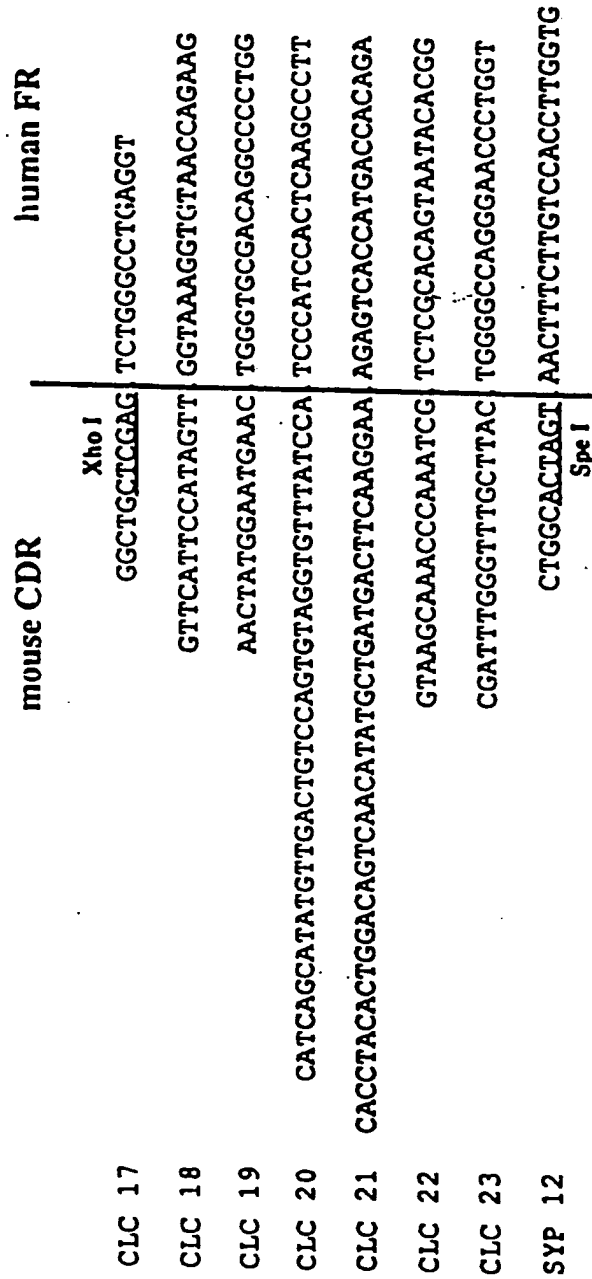 mouse CDR human FR
Xho I
CLC 17 GGCTGCTCGAG TCTGGGCCTGAGGT
CLC 18 GTTCATTCCATAGTT GGTAAAGGTGTAACCAGAAG
CLC 19 AACTATGGAATGAAC TGGGTGCGACAGGCCCCTGG
CLC 20 CATCAGCATATGTTGACTGTCCAGTGTAGGTGTTTATCCA TCCCATCCACTCAAGCCCTT
CLC 21 CACCTACACTGGACAGTCAACATATGCTGATGACTTCAAGGAA AGAGTCACCATGACCACAGA
CLC 22 GTAAGCAAACCCAAATCG TCTCGCACAGTAATACACGG
CLC 23 CGATTTGGGTTTGCTTAC TGGGGCCAGGGAACCCTGGT
SYP 12 CTGGCACTAGT AACTTTCTTGTCCACCTTGGTG
Spe I